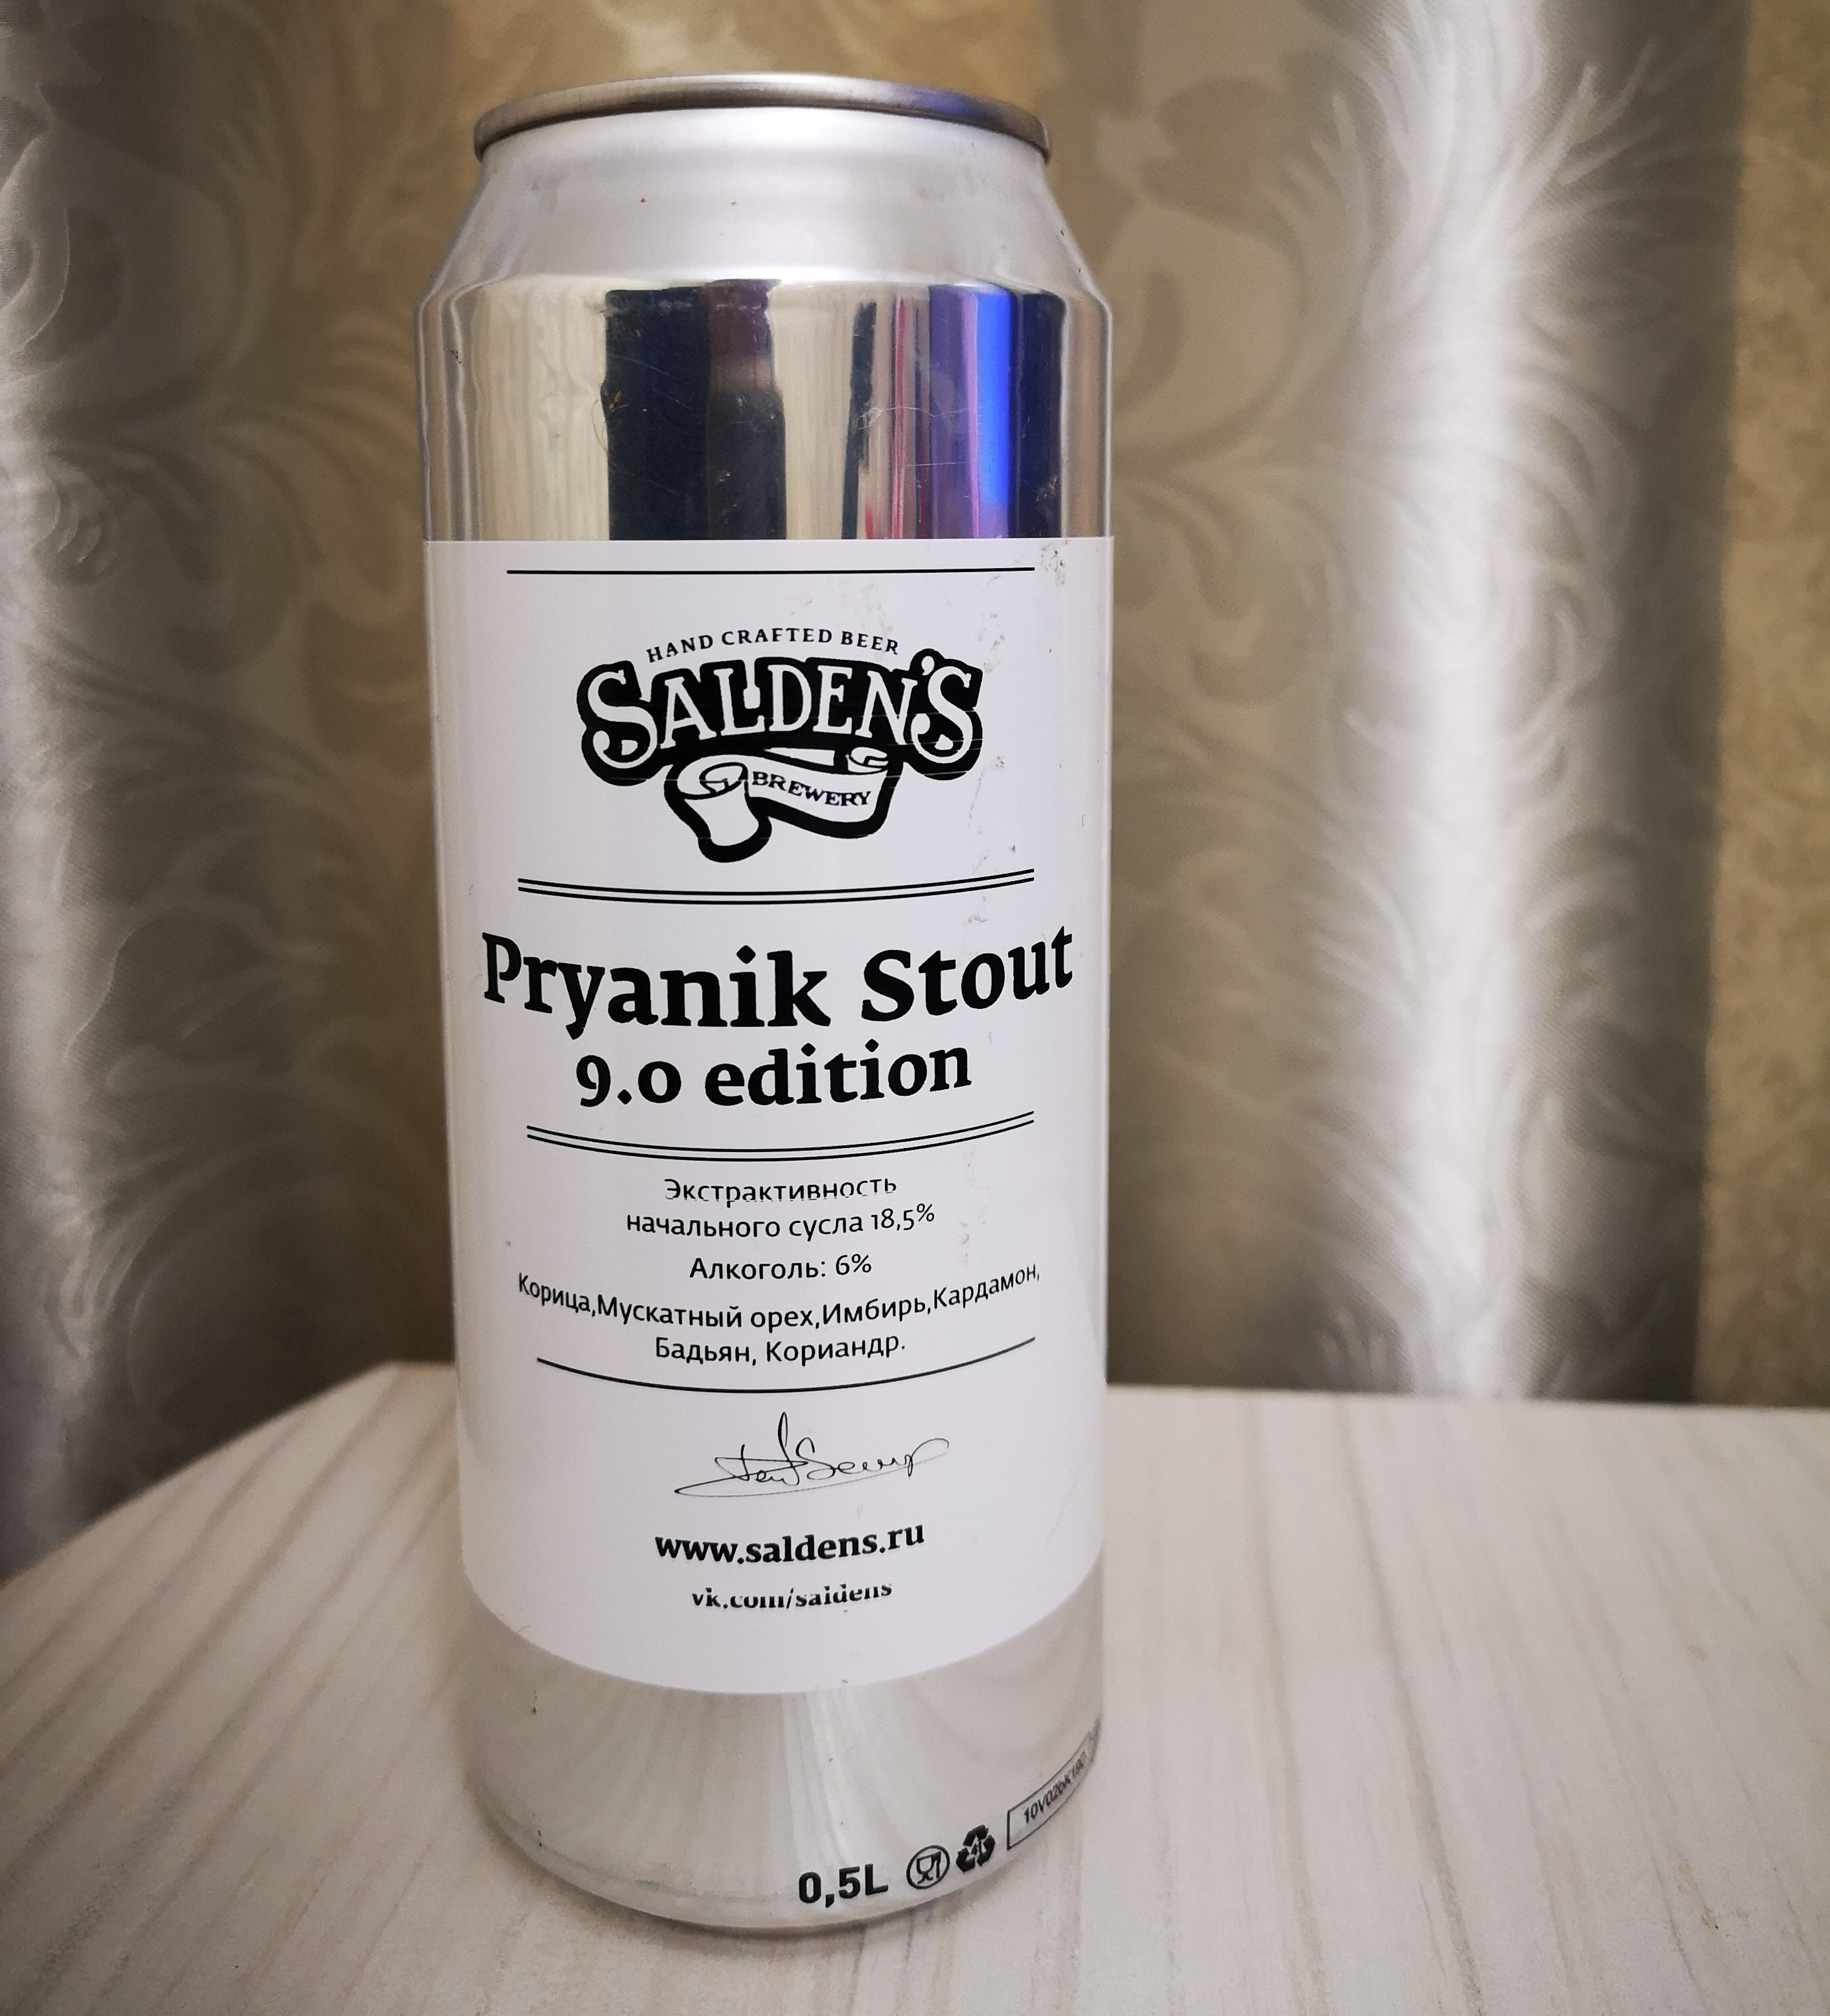 HAND CRAFTED BEER
SALDEN'S
BREWERY
Pryanik Stout
9.0 edition
Экстрактивность
начального сусла 18,5%
Алкоголь: 6%
Корица,Мускатный орех,Имбирь,Кардамон,
Бадьян, Кориандр.
www.saldens.ru
vk.com/saldens
0,5L
41